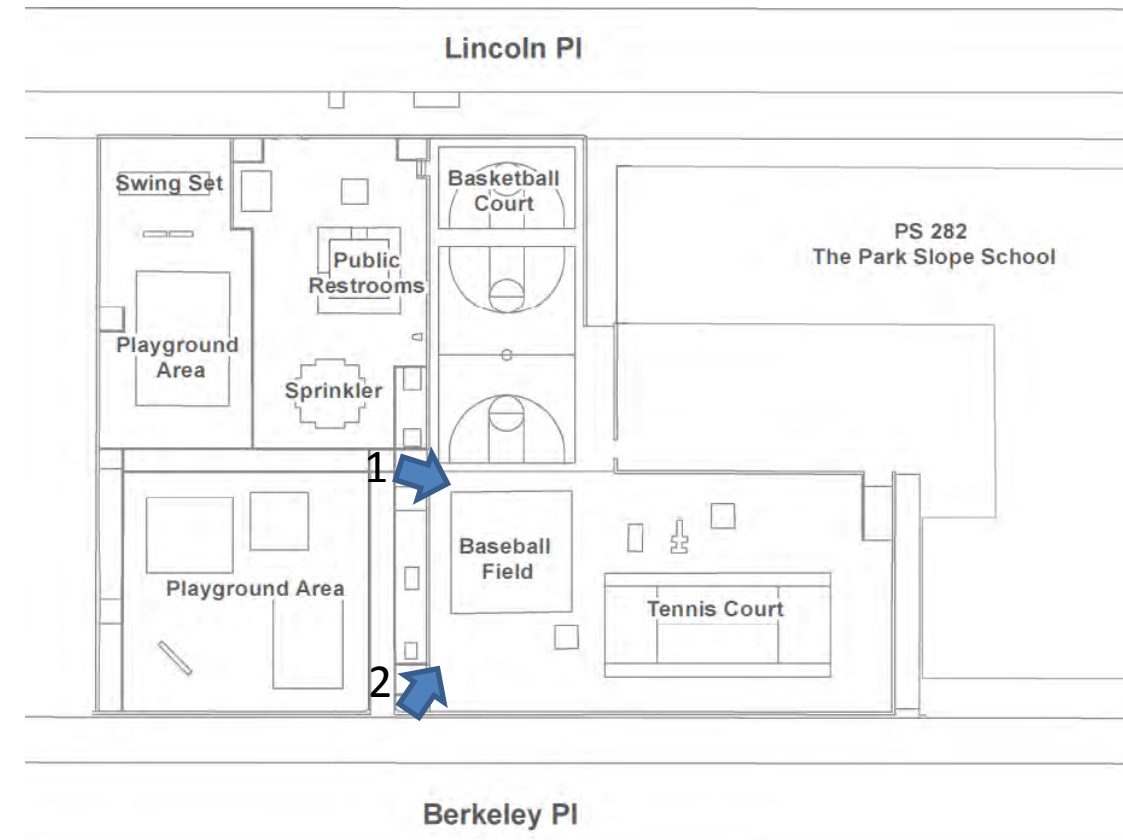 Lincoln Pl
Swing Set
Basketball
Court
PS 282
The Park Slope School
Public
Restrooms
Playground
Area
Sprinkler
1
Baseball
Field
Playground Area
Tennis Court
2
Berkeley Pl